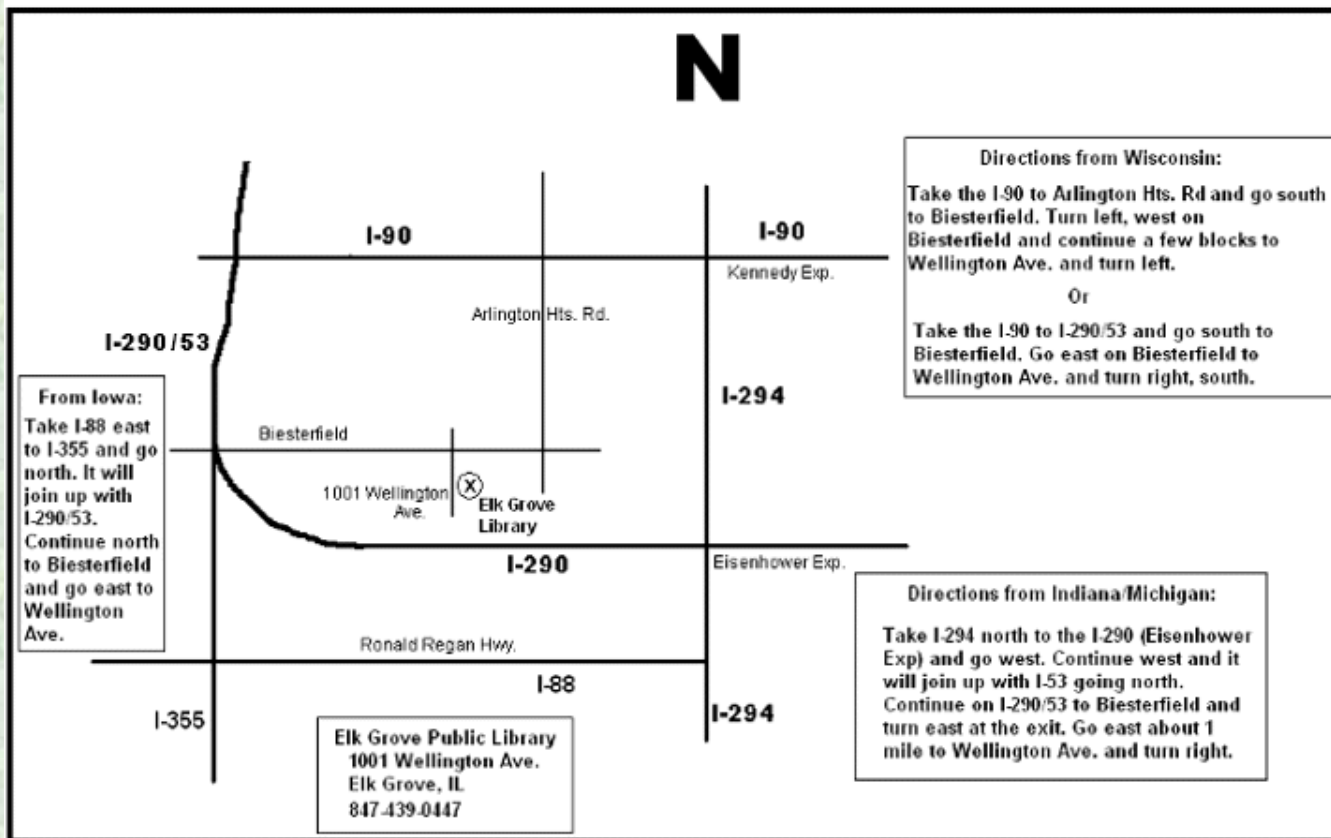 N
Directions from Wisconsin:
Take the I-90 to Arlington Hts. Rd and go south
to Biesterfield. Turn left, west on
Biesterfield and continue a few blocks to
Wellington Ave. and turn left.
Or
Take the I-90 to I-290/53 and go south to
Biesterfield. Go east on Biesterfield to
Wellington Ave. and turn right, south.
I-90
I-90
Kennedy Exp.
Arlington Hts. Rd.
I-290/53
I-294
From Iowa:
Take I-88 east
to I-355 and go
north. It will
join up with
I-290/53.
Continue north
to Biesterfield
and go east to
Wellington
Ave.
Biesterfield
1001 Wellington
Ave.
X
Elk Grove
Library
I-290
Eisenhower Exp.
Ronald Regan Hwy.
I-88
I-355
I-294
Directions from Indiana/Michigan:
Take I-294 north to the I-290 (Eisenhower
Exp) and go west. Continue west and it
will join up with I-53 going north.
Continue on I-290/53 to Biesterfield and
turn east at the exit. Go east about 1
mile to Wellington Ave. and turn right.
Elk Grove Public Library
1001 Wellington Ave.
Elk Grove, IL
847-439-0447